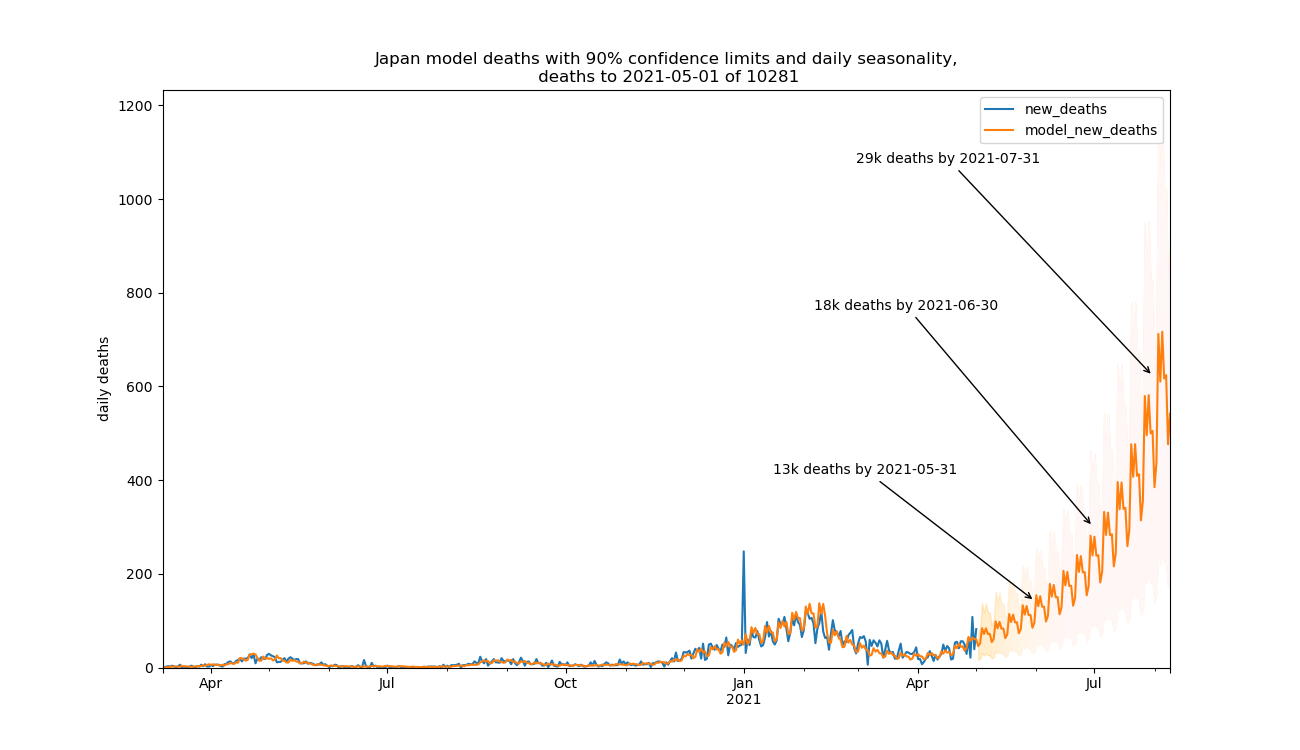 Japan model deaths with 90% confidence limits and daily seasonality,
deaths to 2021-05-01 of 10281
new_deaths
model_new_deaths
29k deaths by 2021-07-31
18k deaths by 2021-06-30
13k deaths by 2021-05-31
daily deaths
1200
1000
800
600
400
200
0
Apr Jul Oct Jan Apr Jul
2021